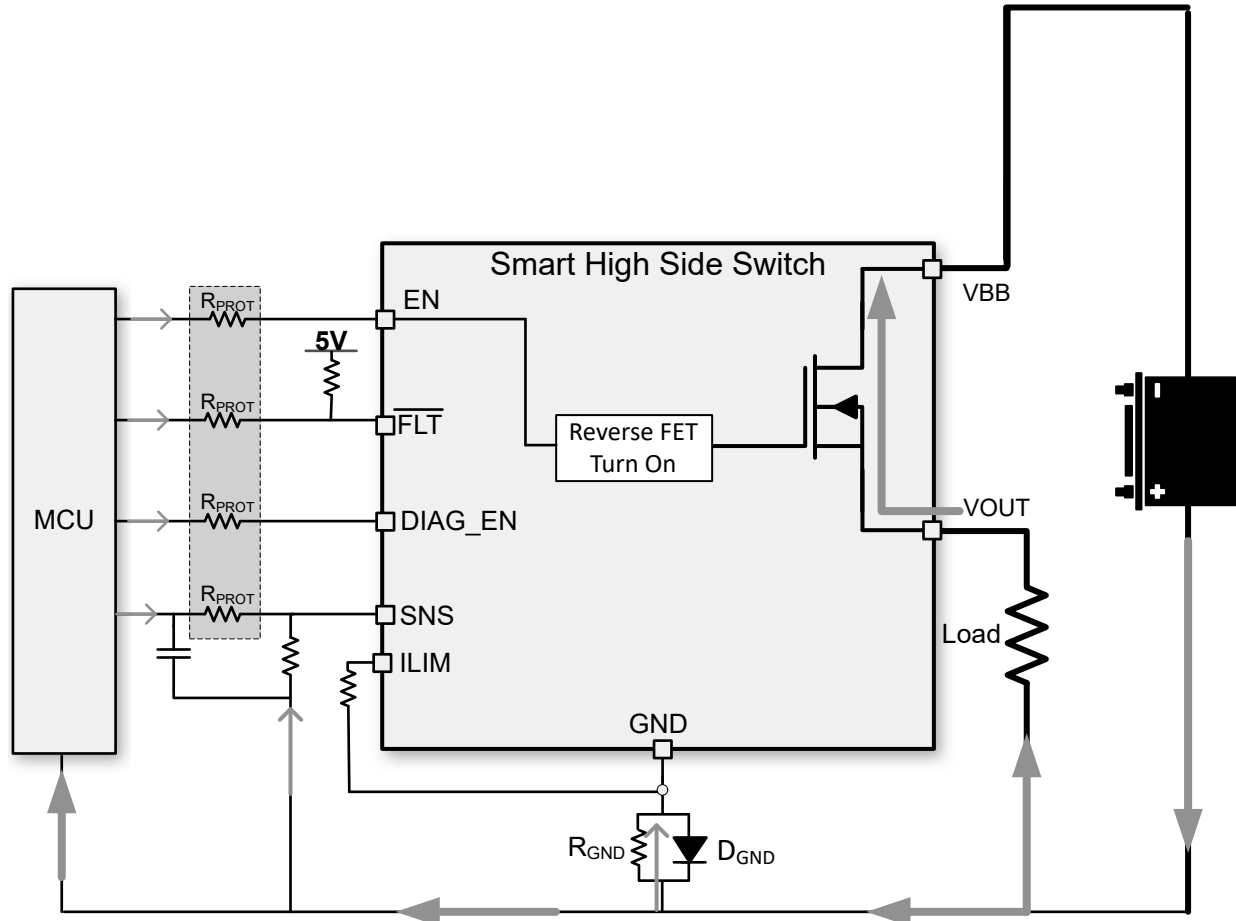 Smart High Side Switch
VBB
MCU
R_PROT
EN
5V
R_PROT
FLT
Reverse FET
Turn On
R_PROT
DIAG_EN
VOUT
R_PROT
SNS
ILIM
Load
GND
R_GND
D_GND
-
+